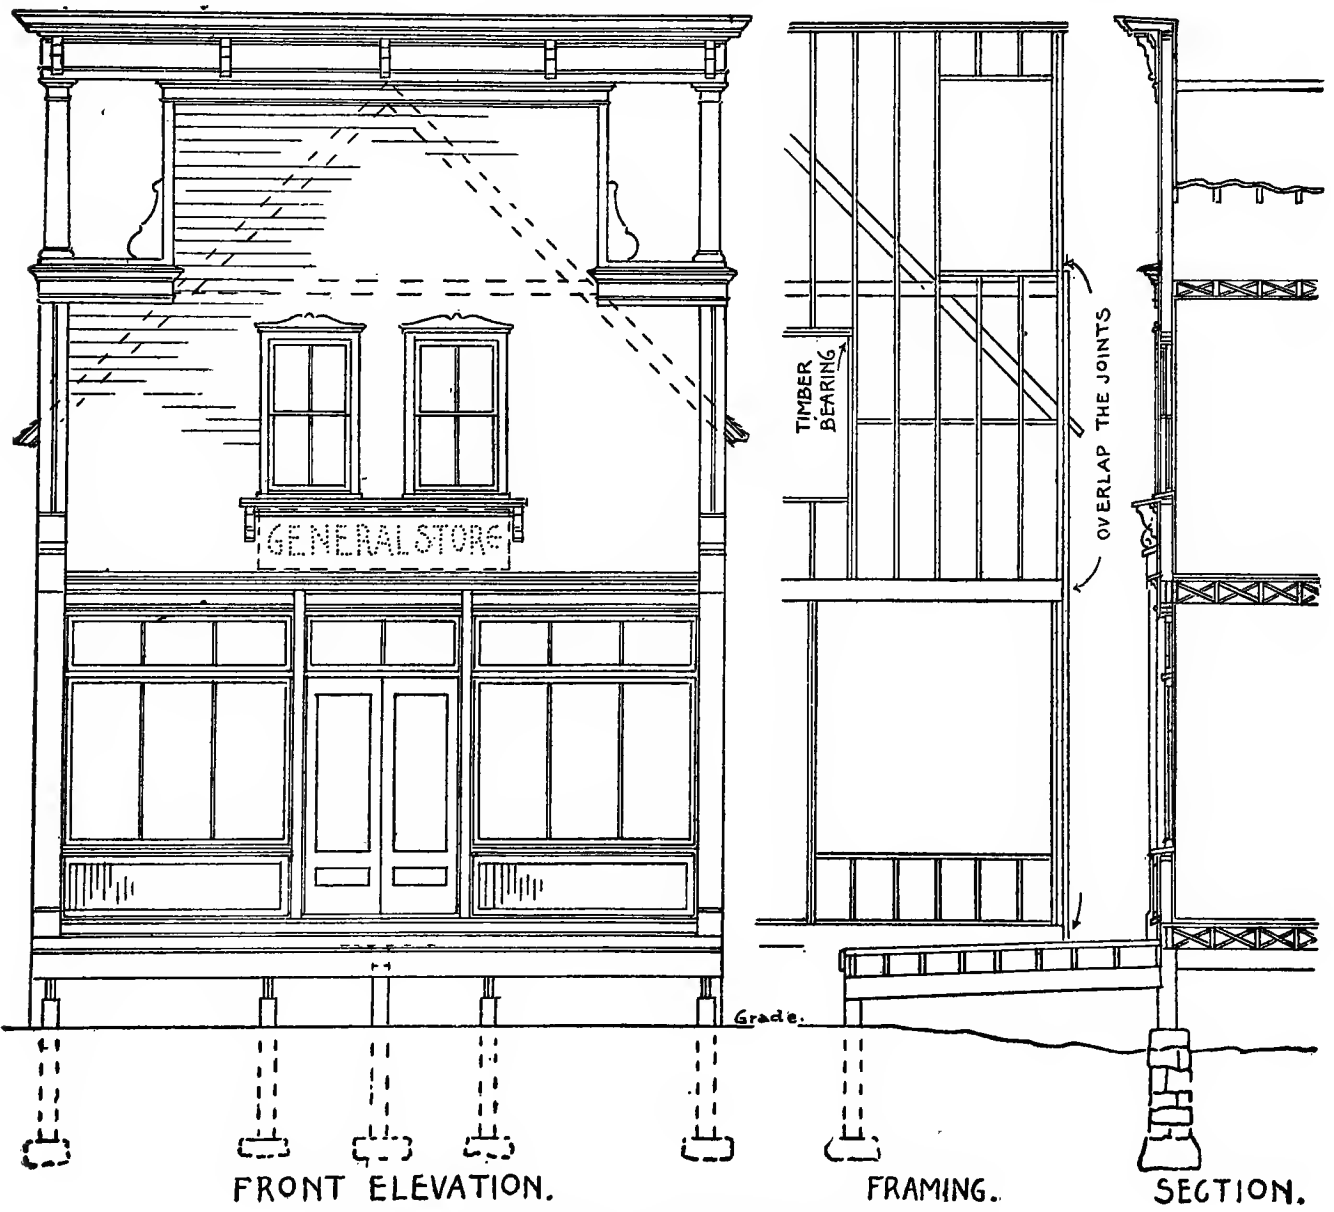 GENERAL STORE
TIMBER
BEARING
OVERLAP THE JOINTS
Grade.
FRONT ELEVATION.
FRAMING.
SECTION.